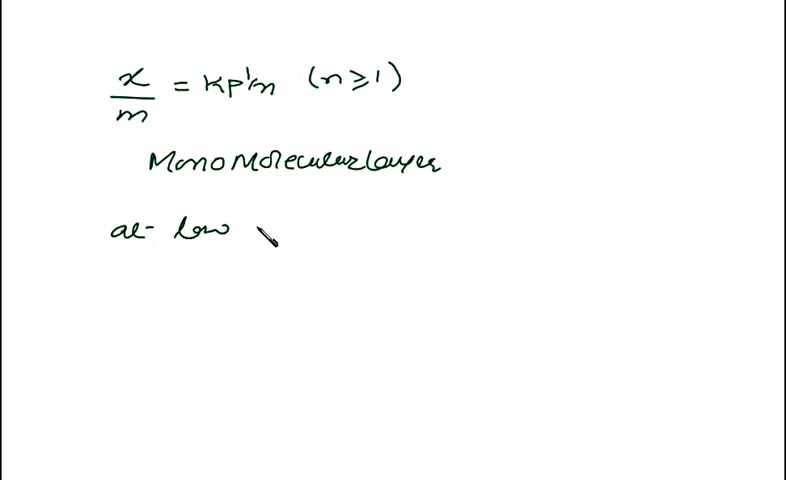 x/m = kp^1/n (n ≥ 1)
Monomolecular layer
at low